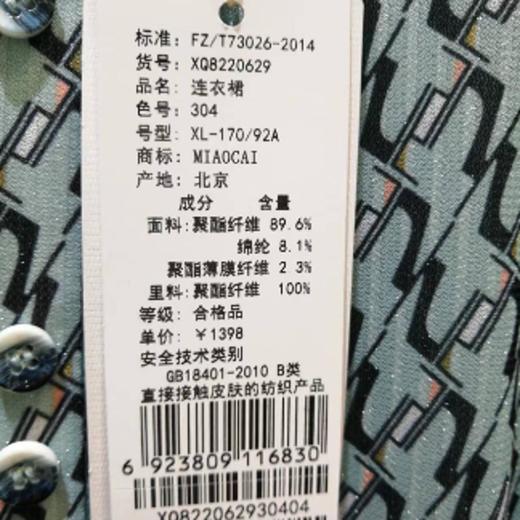 标准: FZ/T73026-2014
货号: XQ8220629
品名: 连衣裙
色号: 304
号型: XL-170/92A
商标: MIAOCAI
产地: 北京
成分 含量
面料:聚酯纤维 89.6%
绵纶 8.1%
聚酯薄膜纤维 2.3%
里料:聚酯纤维 100%
等级: 合格品
单价: ¥1398
安全技术类别
GB18401-2010 B类
直接接触皮肤的纺织产品
6 923809 116830
XQ822062930404